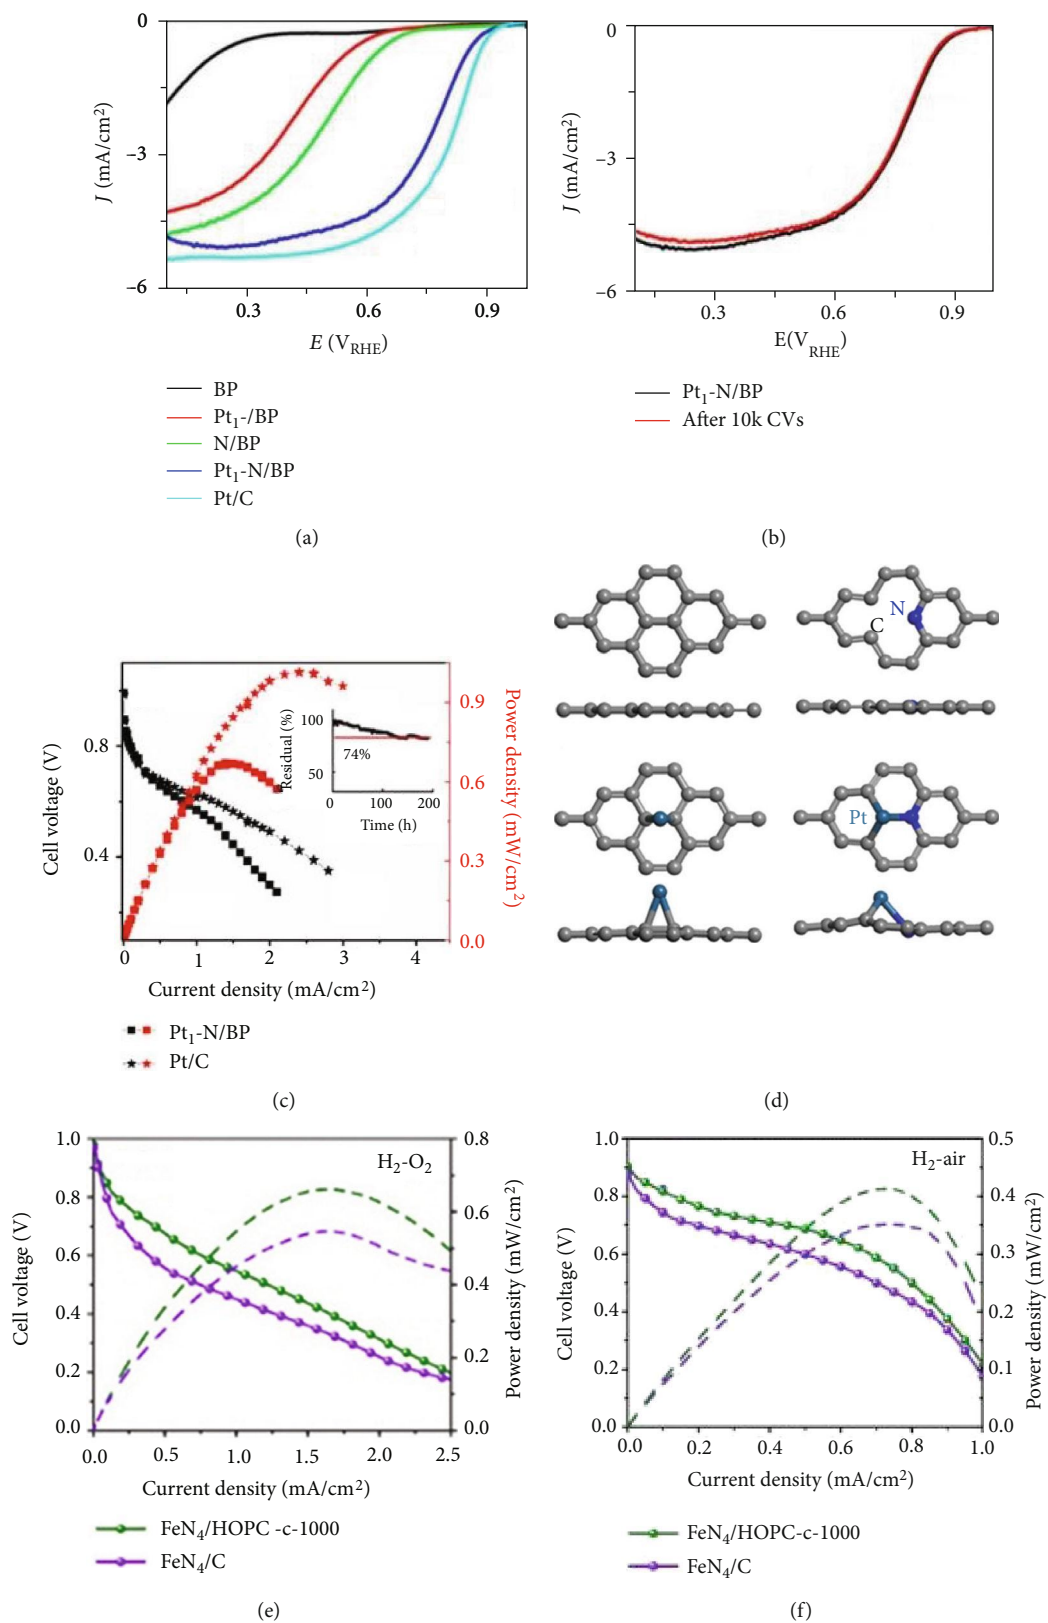 0
−3
−6
J (mA/cm²)
0.3
0.6
0.9
E (V_RHE)
BP
Pt₁-/BP
N/BP
Pt₁-N/BP
Pt/C
(a)
0
−3
−6
J (mA/cm²)
0.3
0.6
0.9
E(V_RHE)
Pt₁-N/BP
After 10k CVs
(b)
0.8
0.4
Cell voltage (V)
0.9
0.6
0.3
0.0
Power density (mW/cm²)
100
50
Residual (%)
74%
0
100
200
Time (h)
0
1
2
3
4
Current density (mA/cm²)
Pt₁-N/BP
Pt/C
(c)
N
C
Pt
(d)
1.0
0.8
0.6
0.4
0.2
0.0
Cell voltage (V)
H₂-O₂
0.8
0.6
0.4
0.2
0.0
Power density (mW/cm²)
0.0
0.5
1.0
1.5
2.0
2.5
Current density (mA/cm²)
FeN₄/HOPC -c-1000
FeN₄/C
(e)
1.0
0.8
0.6
0.4
0.2
0.0
Cell voltage (V)
H₂-air
0.5
0.4
0.3
0.2
0.1
0.0
Power density (mW/cm²)
0.0
0.2
0.4
0.6
0.8
1.0
Current density (mA/cm²)
FeN₄/HOPC-c-1000
FeN₄/C
(f)